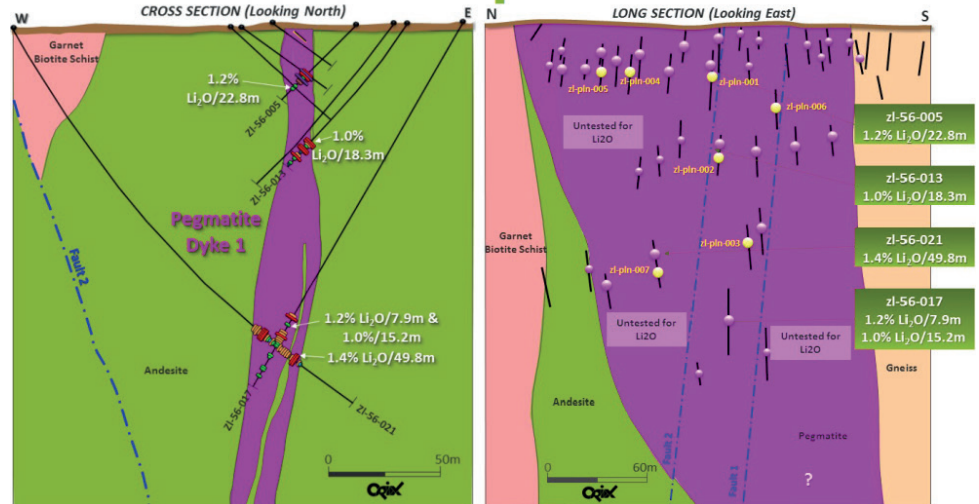 CROSS SECTION (Looking North)
W
E
Garnet
Biotite Schist
1.2%
Li₂O/22.8m
zl-56-005
1.0%
Li₂O/18.3m
zl-56-013
Pegmatite
Dyke 1
Fault 2
1.2% Li₂O/7.9m &
1.0%/15.2m
1.4% Li₂O/49.8m
Andesite
zl-56-017
zl-56-021
0
50m
LONG SECTION (Looking East)
N
S
zl-pln-005
zl-pln-004
zl-pln-001
zl-pln-006
Untested for
Li2O
zl-pln-002
Garnet
Biotite Schist
zl-pln-003
zl-pln-007
Untested for
Li2O
Untested for
Li2O
Andesite
Fault 2
Fault 1
Pegmatite
?
Gneiss
0
60m
zl-56-005
1.2% Li₂O/22.8m
zl-56-013
1.0% Li₂O/18.3m
zl-56-021
1.4% Li₂O/49.8m
zl-56-017
1.2% Li₂O/7.9m
1.0% Li₂O/15.2m